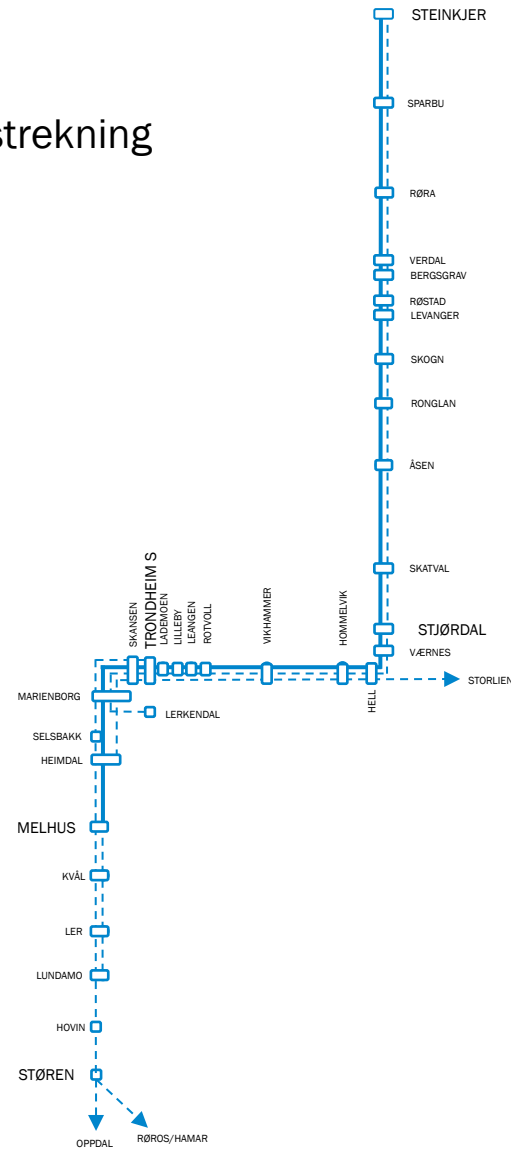 STEINKJER
SPARBU
strekning
RØRA
VERDAL
BERGSGRAV
RØSTAD
LEVANGER
SKOGN
RONGLAN
ÅSEN
SKATVAL
SKANSEN
TRONDHEIM S
LADEMOEN
LILLEBY
LEANGEN
ROTVOLL
VIKHAMMER
HOMMELVIK
STJØRDAL
VÆRNES
STORLIEN
HELL
MARIENBORG
LERKENDAL
SELSBAKK
HEIMDAL
MELHUS
KVÅL
LER
LUNDAMO
HOVIN
STØREN
OPPDAL
RØROS/HAMAR